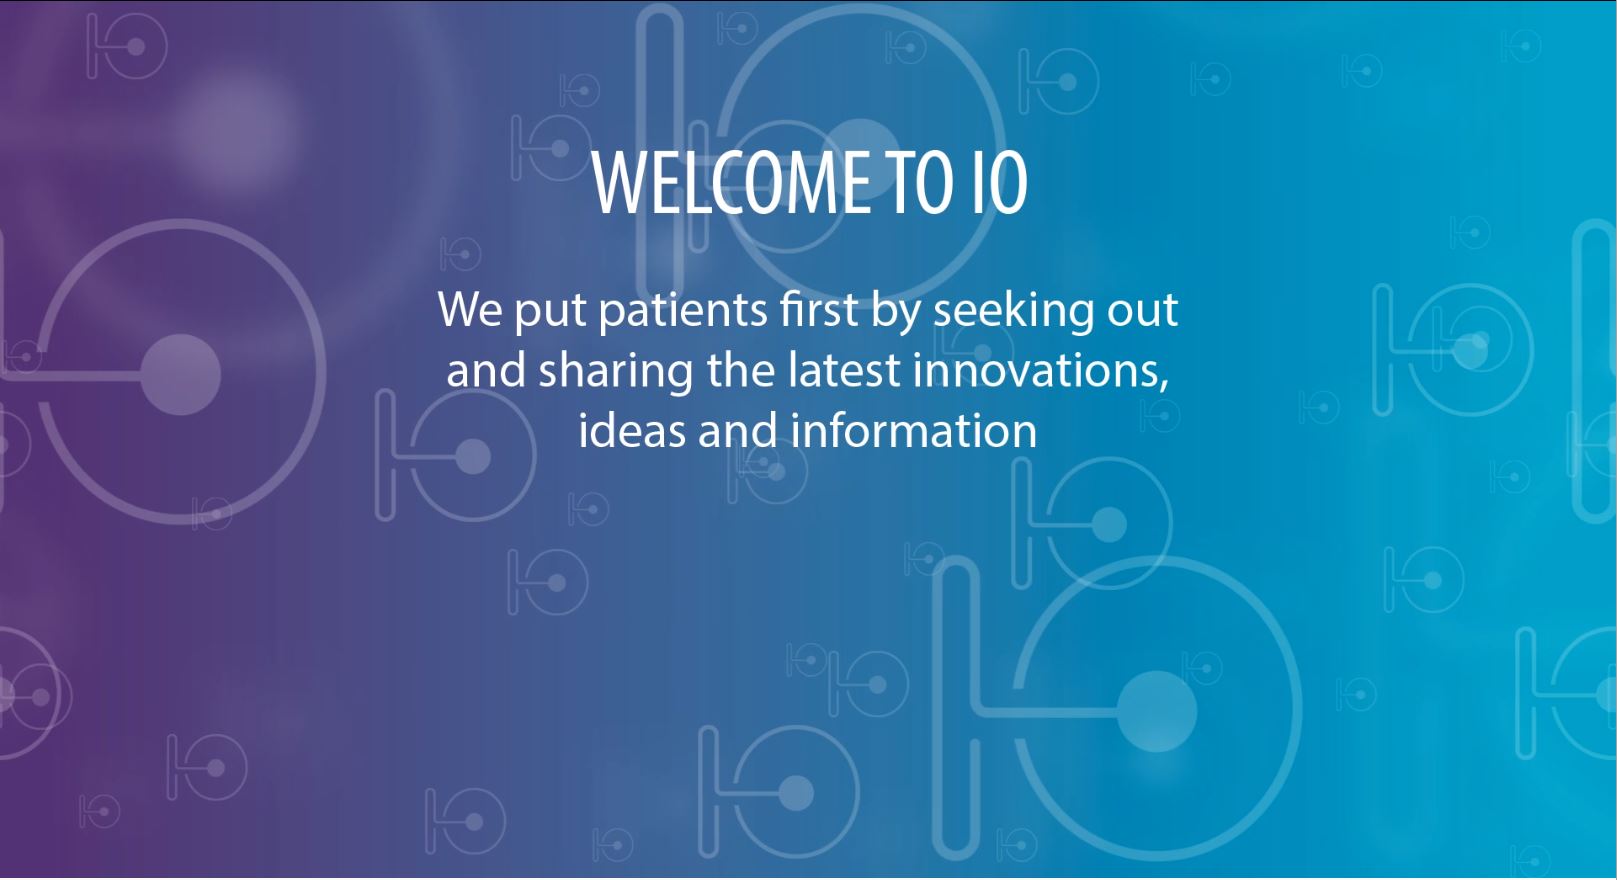 WELCOME TO IO
We put patients first by seeking out
and sharing the latest innovations,
ideas and information